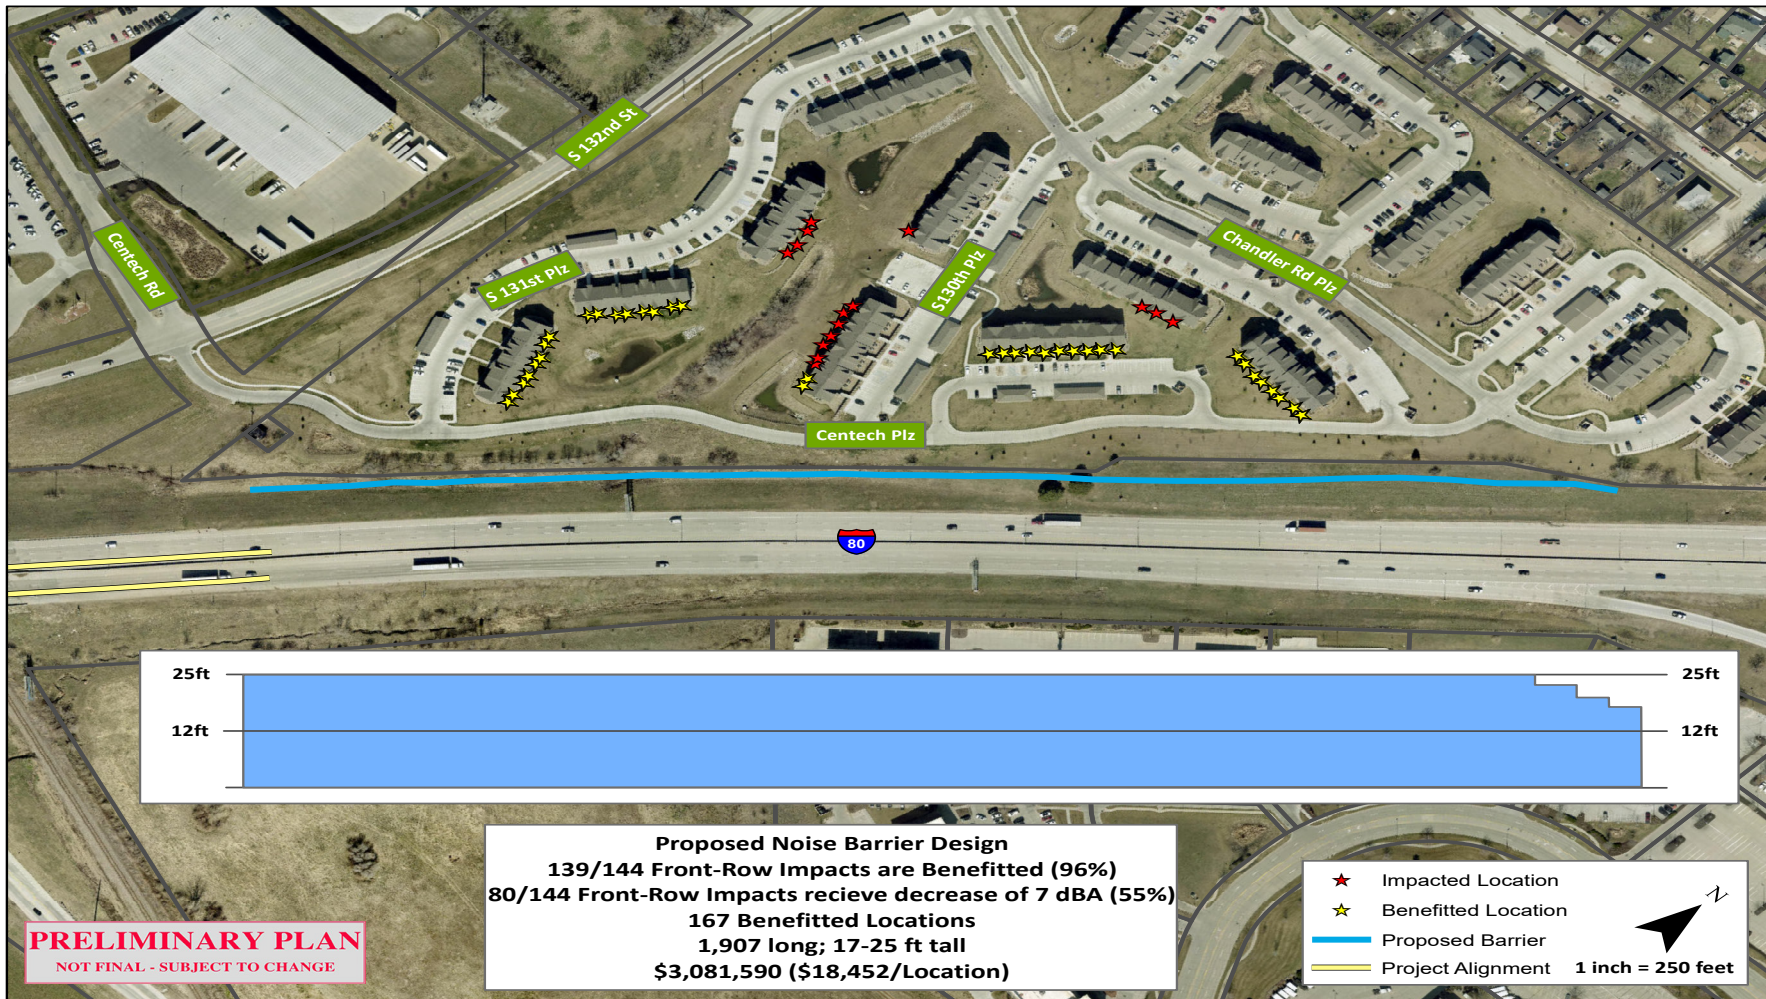 S 132nd St
Centech Rd
S 131st Plz
S130th Plz
Chandler Rd Plz
Centech Plz
80
25ft
25ft
12ft
12ft
Proposed Noise Barrier Design
139/144 Front-Row Impacts are Benefitted (96%)
80/144 Front-Row Impacts recieve decrease of 7 dBA (55%)
167 Benefitted Locations
1,907 long; 17-25 ft tall
$3,081,590 ($18,452/Location)
PRELIMINARY PLAN
NOT FINAL - SUBJECT TO CHANGE
Impacted Location
Benefitted Location
Proposed Barrier
Project Alignment
N
1 inch = 250 feet